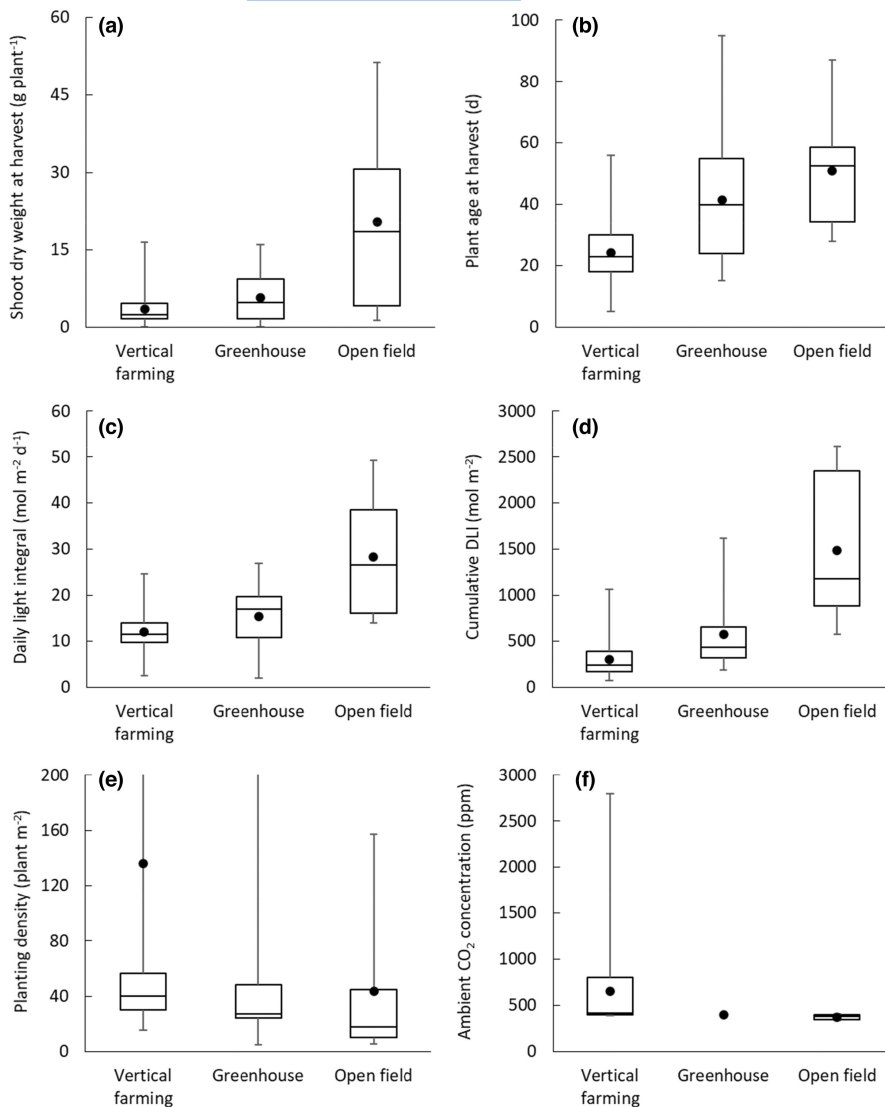 (a)
Shoot dry weight at harvest (g plant⁻¹)
60
45
30
15
0
Vertical farming
Greenhouse
Open field
(b)
Plant age at harvest (d)
100
80
60
40
20
0
Vertical farming
Greenhouse
Open field
(c)
Daily light integral (mol m⁻² d⁻¹)
60
50
40
30
20
10
0
Vertical farming
Greenhouse
Open field
(d)
Cumulative DLI (mol m⁻²)
3000
2500
2000
1500
1000
500
0
Vertical farming
Greenhouse
Open field
(e)
Planting density (plant m⁻²)
200
160
120
80
40
0
Vertical farming
Greenhouse
Open field
(f)
Ambient CO₂ concentration (ppm)
3000
2500
2000
1500
1000
500
0
Vertical farming
Greenhouse
Open field